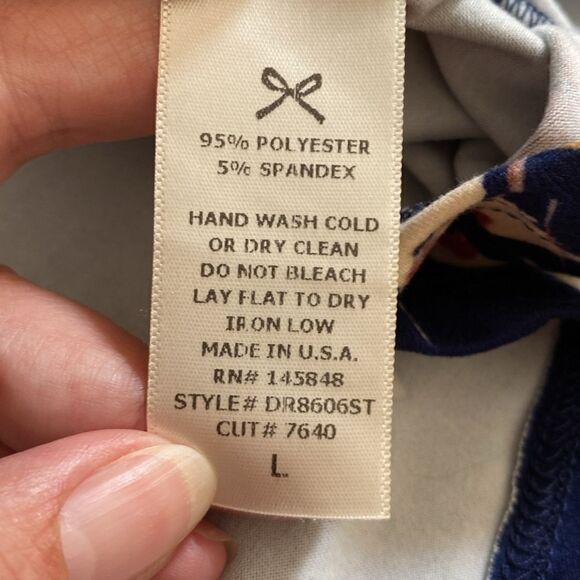 95% POLYESTER
5% SPANDEX
HAND WASH COLD
OR DRY CLEAN
DO NOT BLEACH
LAY FLAT TO DRY
IRON LOW
MADE IN U.S.A.
RN# 145848
STYLE# DR8606ST
CUT# 7640
L